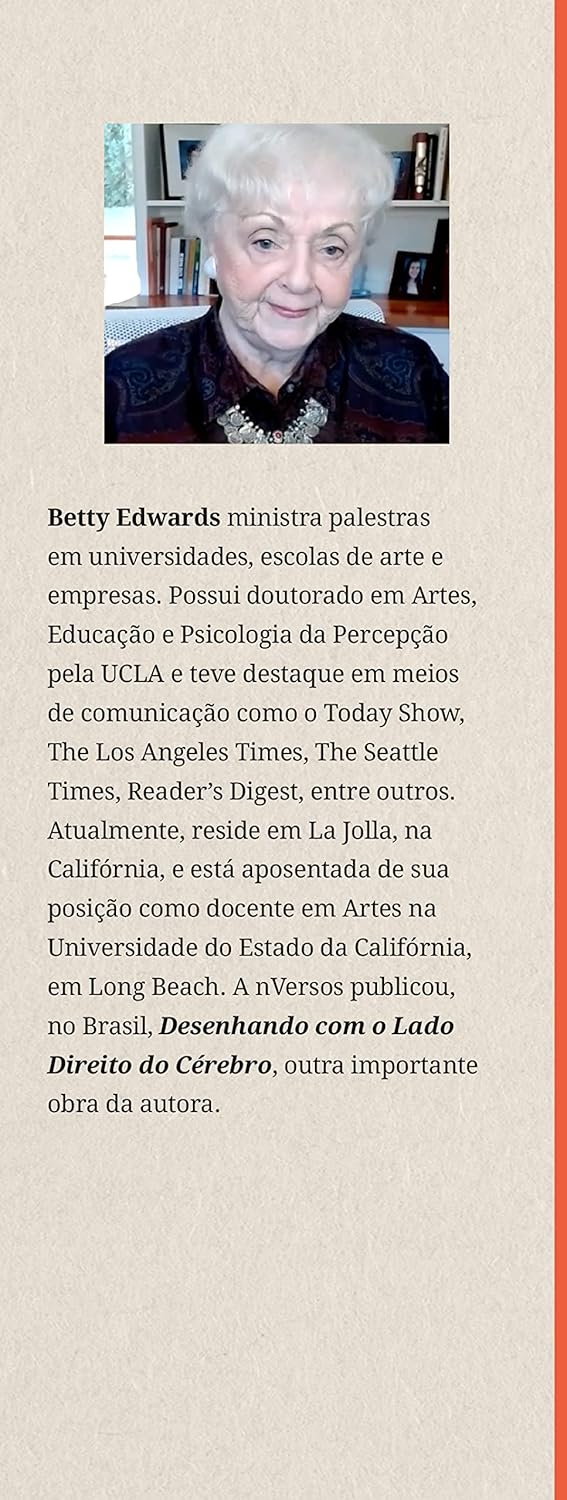 Betty Edwards ministra palestras
em universidades, escolas de arte e
empresas. Possui doutorado em Artes,
Educação e Psicologia da Percepção
pela UCLA e teve destaque em meios
de comunicação como o Today Show,
The Los Angeles Times, The Seattle
Times, Reader’s Digest, entre outros.
Atualmente, reside em La Jolla, na
Califórnia, e está aposentada de sua
posição como docente em Artes na
Universidade do Estado da Califórnia,
em Long Beach. A nVersos publicou,
no Brasil, Desenhando com o Lado
Direito do Cérebro, outra importante
obra da autora.